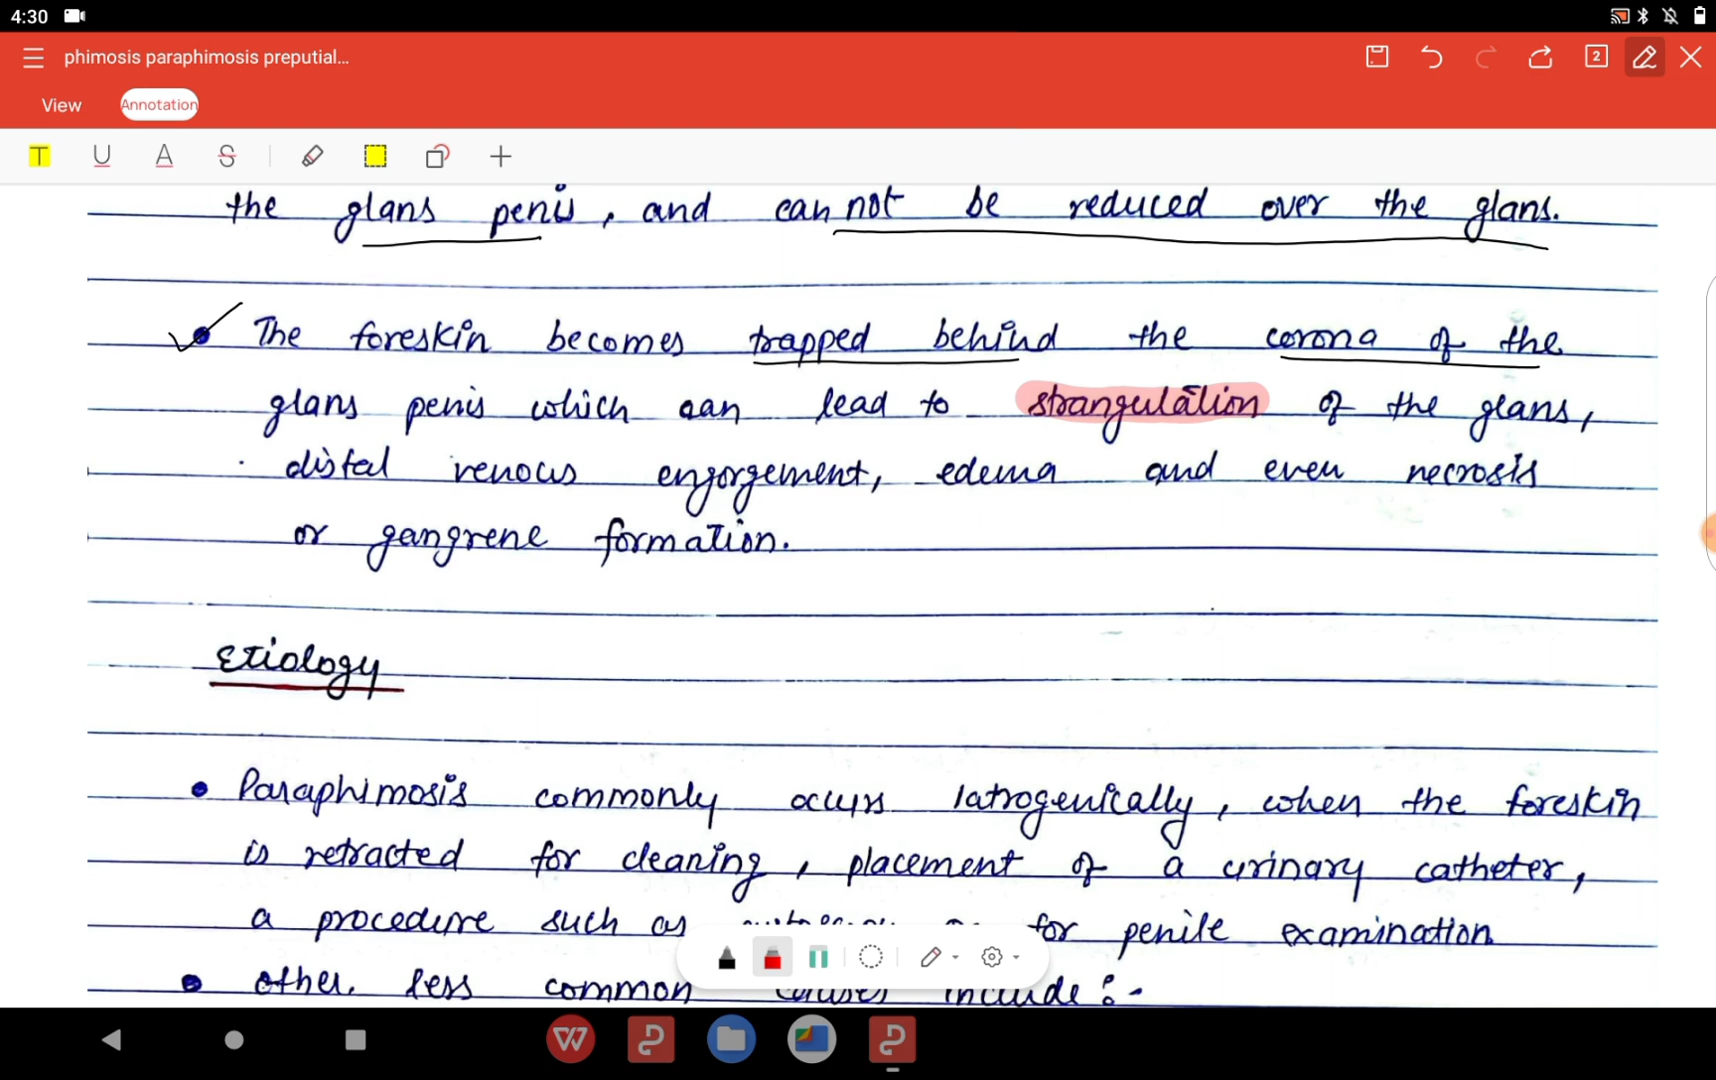 4:30
phimosis paraphimosis preputial...
2
View
Annotation
T U A S
the glans penis, and can not be reduced over the glans.
The foreskin becomes trapped behind the corona of the
glans penis which can lead to strangulation of the glans,
distal venous engorgement, edema and even necrosis
or gangrene formation.
Etiology
Paraphimosis commonly occurs Iatrogenically, when the foreskin
is retracted for cleaning, placement of a urinary catheter,
a procedure such as for penile examination
other less common causes include :-